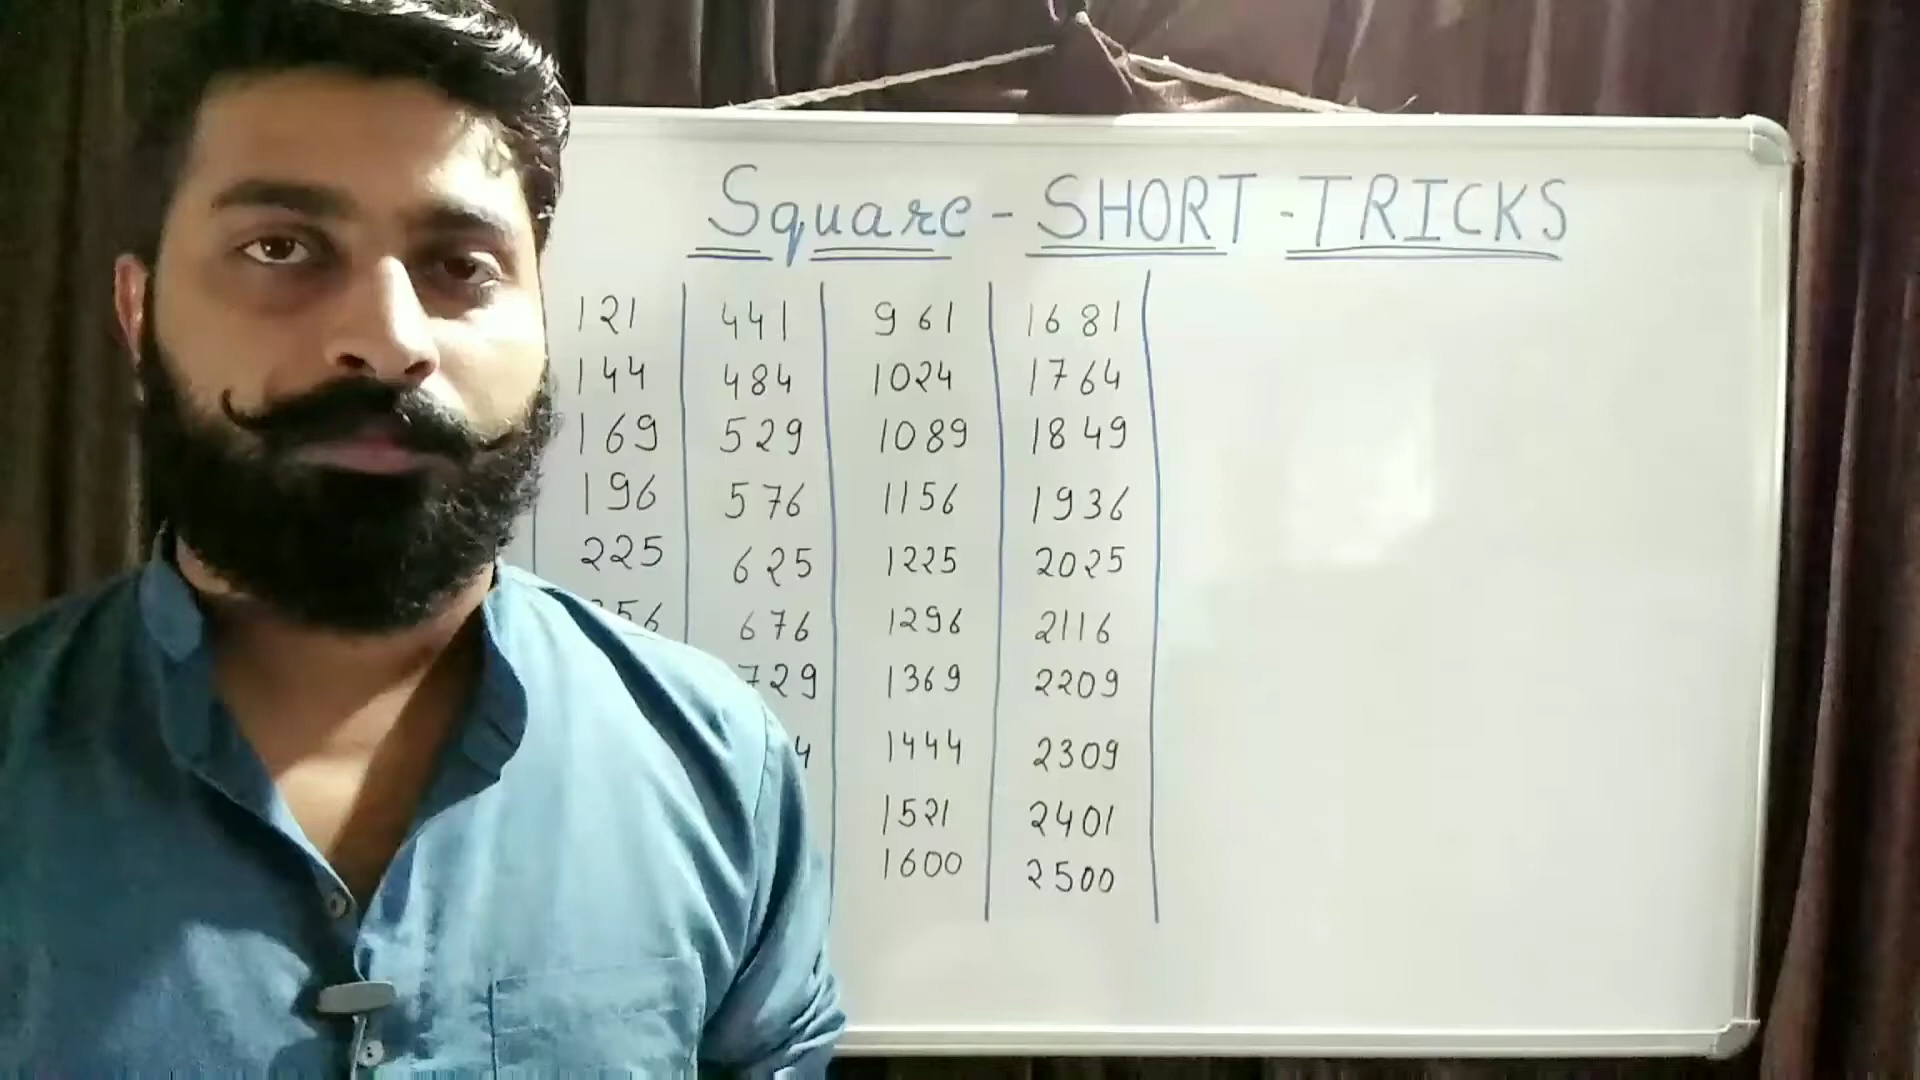 Square - SHORT - TRICKS
121 441 961 1681
144 484 1024 1764
169 529 1089 1849
196 576 1156 1936
225 625 1225 2025
676 1296 2116
729 1369 2209
1444 2309
1521 2401
1600 2500